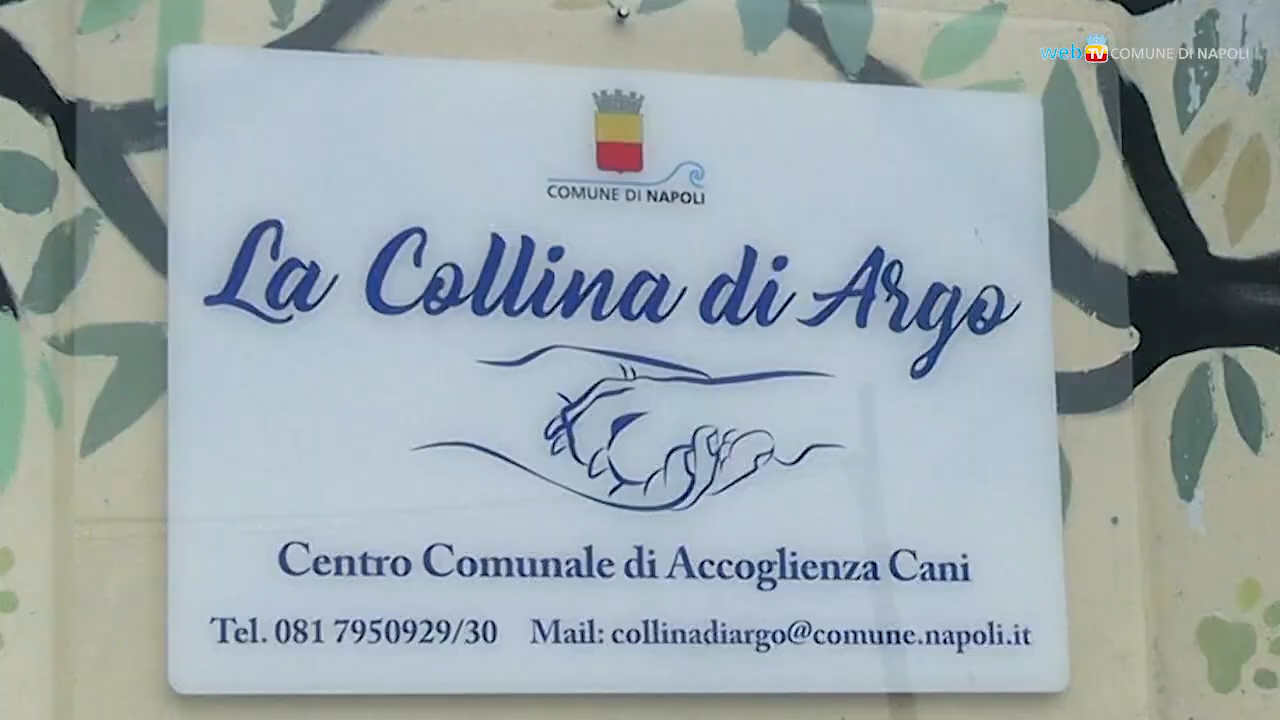 web TV COMUNE DI NAPOLI
COMUNE DI NAPOLI
La Collina di Argo
Centro Comunale di Accoglienza Cani
Tel. 081 7950929/30 Mail: collinadiargo@comune.napoli.it